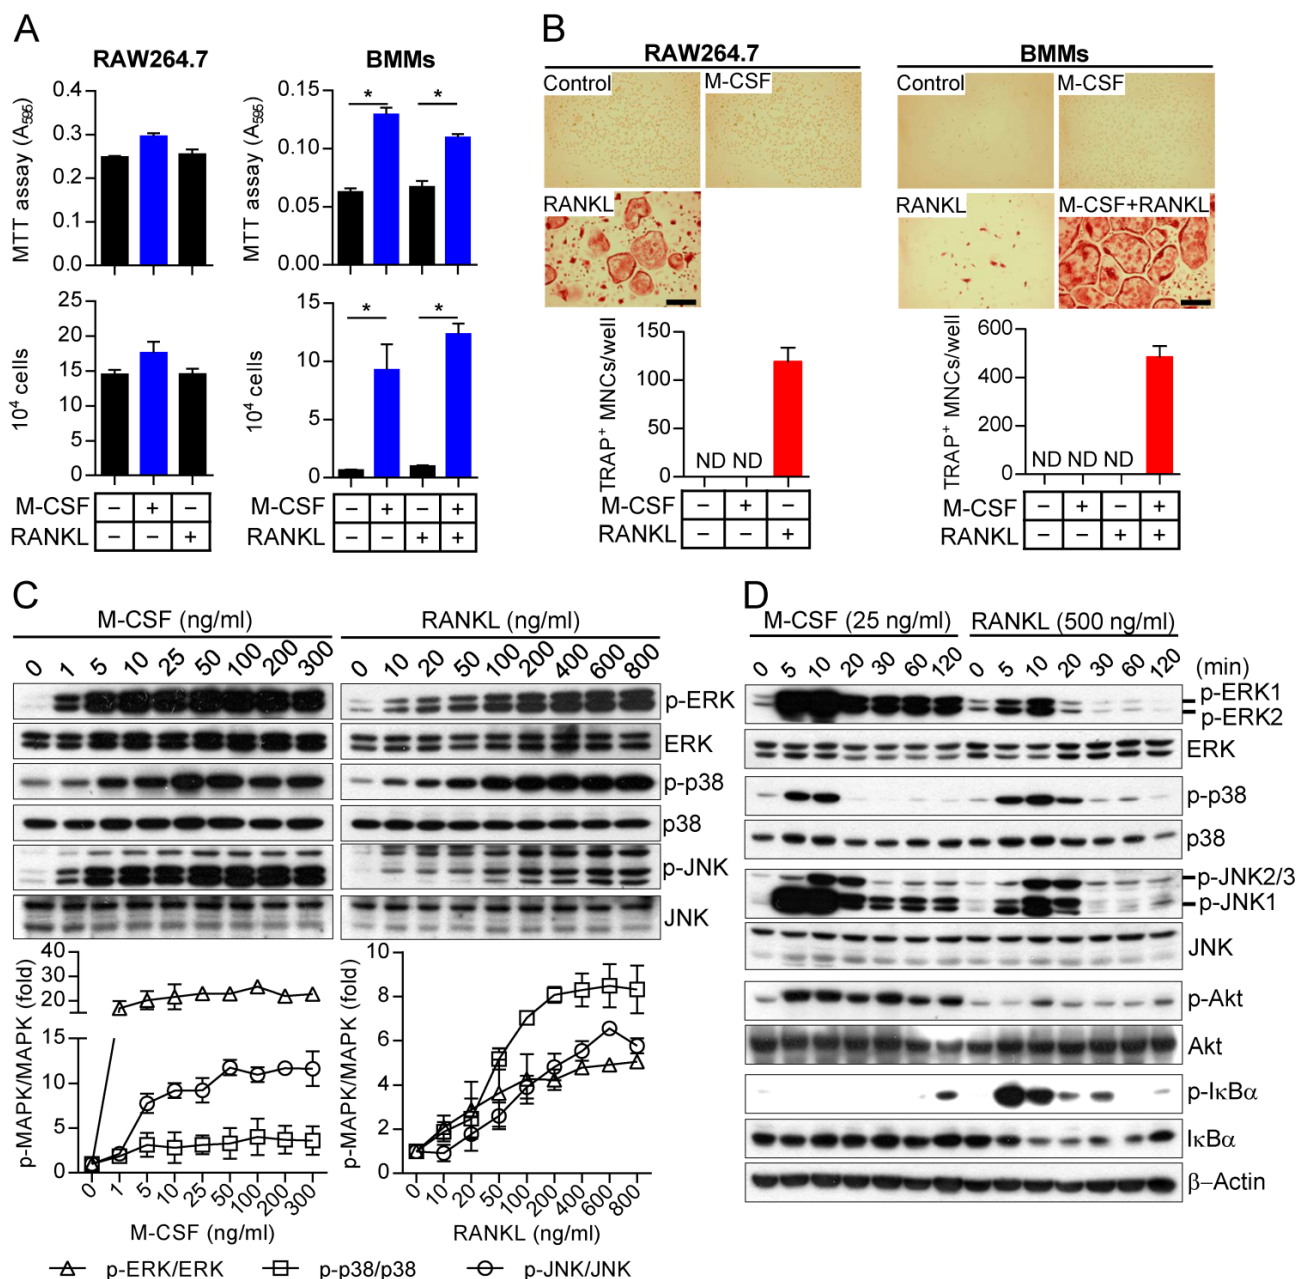 A
RAW264.7
BMMs
MTT assay (A595)
0.4
0.3
0.2
0.1
0.0
MTT assay (A595)
0.15
0.10
0.05
0.00
* *
10⁴ cells
25
20
15
10
5
0
10⁴ cells
15
10
5
0
* *
M-CSF − + − − + − +
RANKL − − + − − + +
B
RAW264.7
BMMs
Control M-CSF
Control M-CSF
RANKL
RANKL M-CSF+RANKL
TRAP⁺ MNCs/well
150
100
50
0
ND ND
TRAP⁺ MNCs/well
600
400
200
0
ND ND ND
M-CSF − + −
RANKL − − +
M-CSF − + − +
RANKL − − + +
C
M-CSF (ng/ml)
RANKL (ng/ml)
0 1 5 10 25 50 100 200 300
0 10 20 50 100 200 400 600 800
p-ERK
ERK
p-p38
p38
p-JNK
JNK
p-MAPK/MAPK (fold)
40
30
20
15
10
5
0
0 1 5 10 25 50 100 200 300
M-CSF (ng/ml)
p-MAPK/MAPK (fold)
10
8
6
4
2
0
0 10 20 50 100 200 400 600 800
RANKL (ng/ml)
p-ERK/ERK p-p38/p38 p-JNK/JNK
D
M-CSF (25 ng/ml) RANKL (500 ng/ml)
0 5 10 20 30 60 120 0 5 10 20 30 60 120 (min)
p-ERK1
p-ERK2
ERK
p-p38
p38
p-JNK2/3
p-JNK1
JNK
p-Akt
Akt
p-IκBα
IκBα
β−Actin